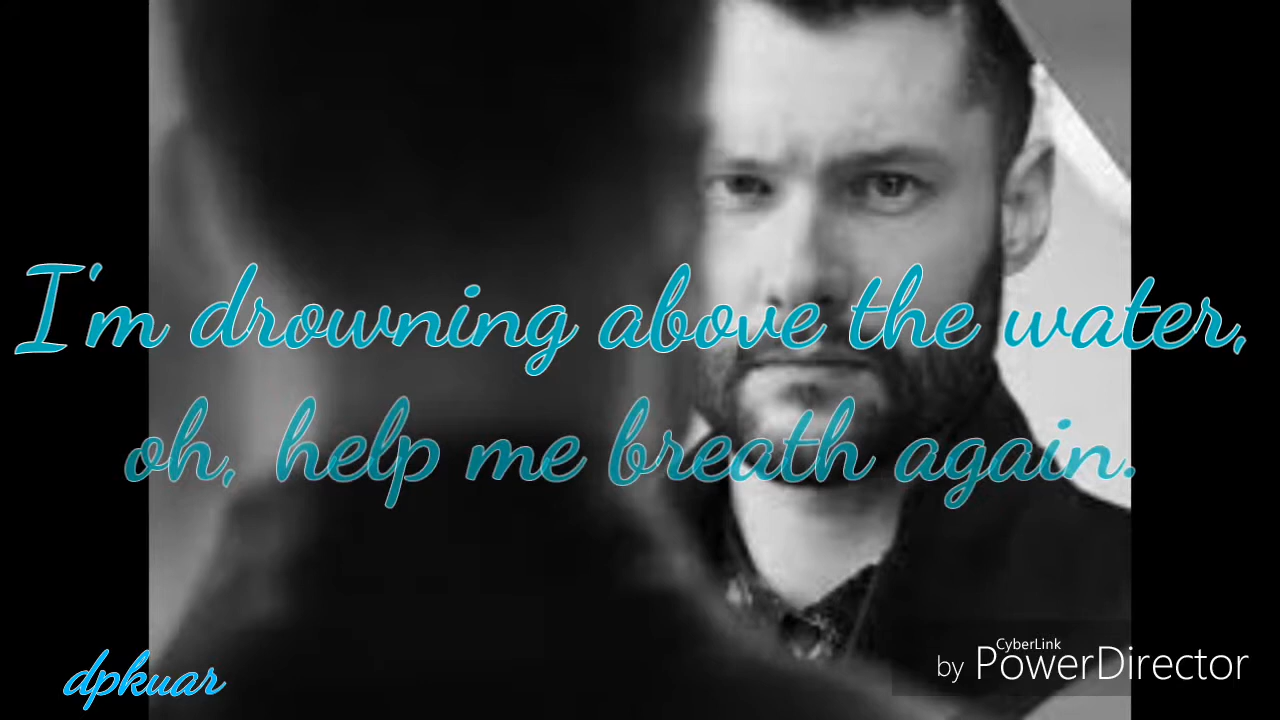 I'm drowning above the water,
oh, help me breath again.
dpkuar
CyberLink
by PowerDirector